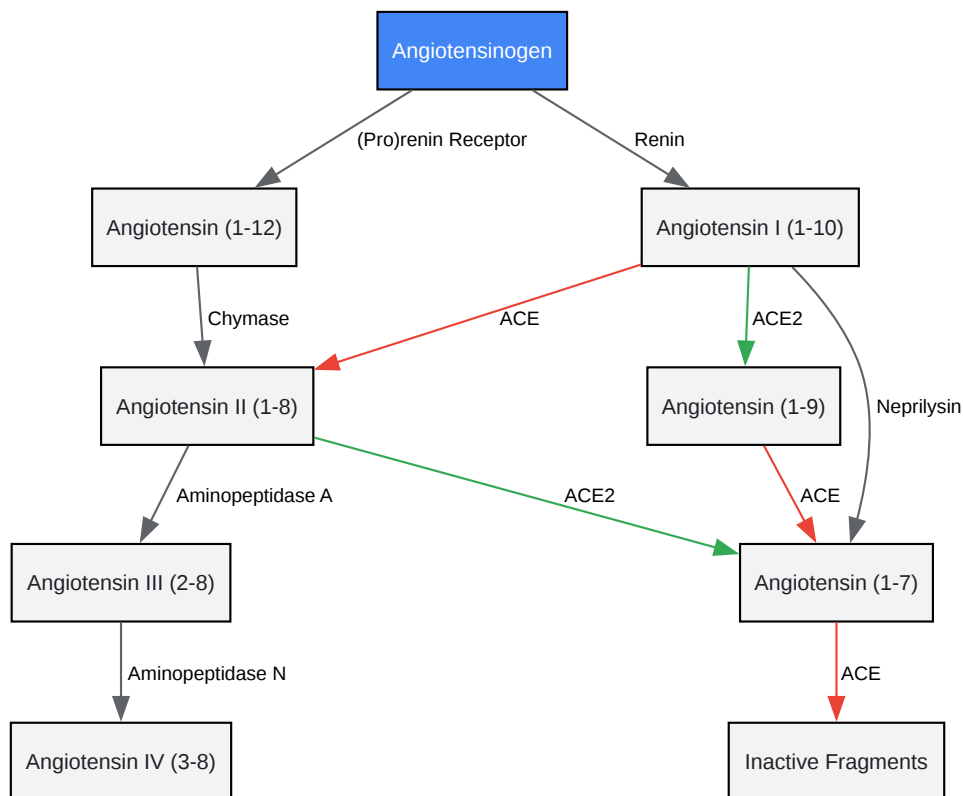 Angiotensinogen
(Pro)renin Receptor
Renin
Angiotensin (1-12)
Angiotensin I (1-10)
Chymase
ACE
ACE2
Angiotensin II (1-8)
Angiotensin (1-9)
Neprilysin
Aminopeptidase A
ACE2
ACE
Angiotensin III (2-8)
Angiotensin (1-7)
Aminopeptidase N
ACE
Angiotensin IV (3-8)
Inactive Fragments